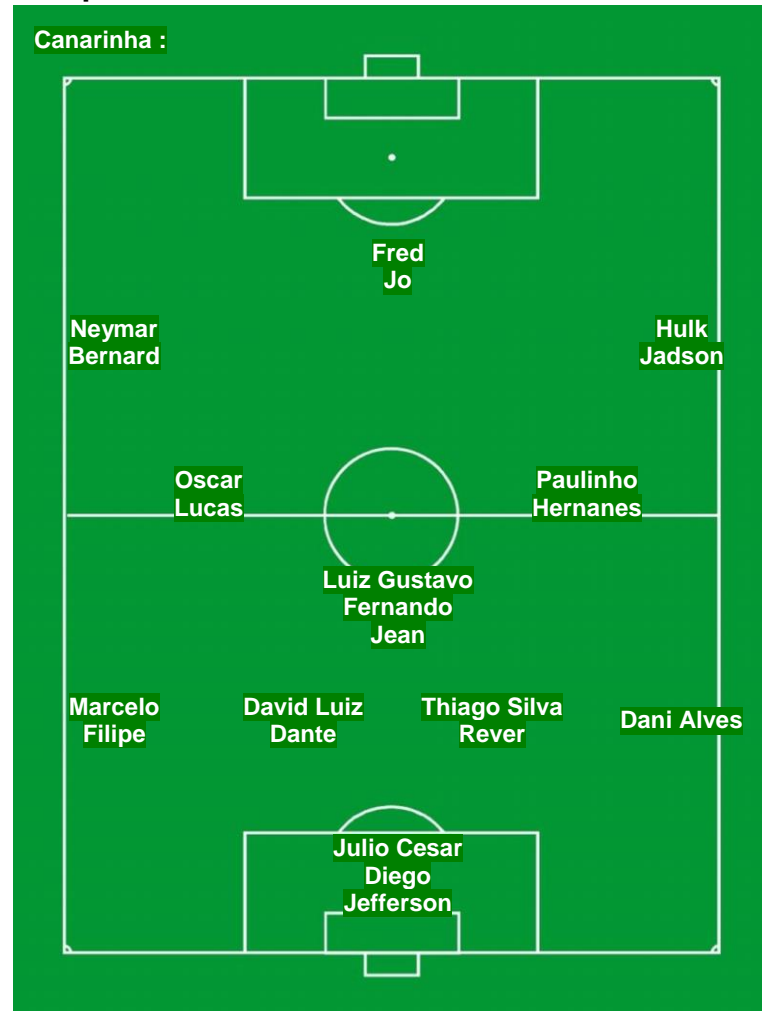 Canarinha :
Fred
Jo
Neymar
Bernard
Hulk
Jadson
Oscar
Lucas
Paulinho
Hernanes
Luiz Gustavo
Fernando
Jean
Marcelo
Filipe
David Luiz
Dante
Thiago Silva
Rever
Dani Alves
Julio Cesar
Diego
Jefferson